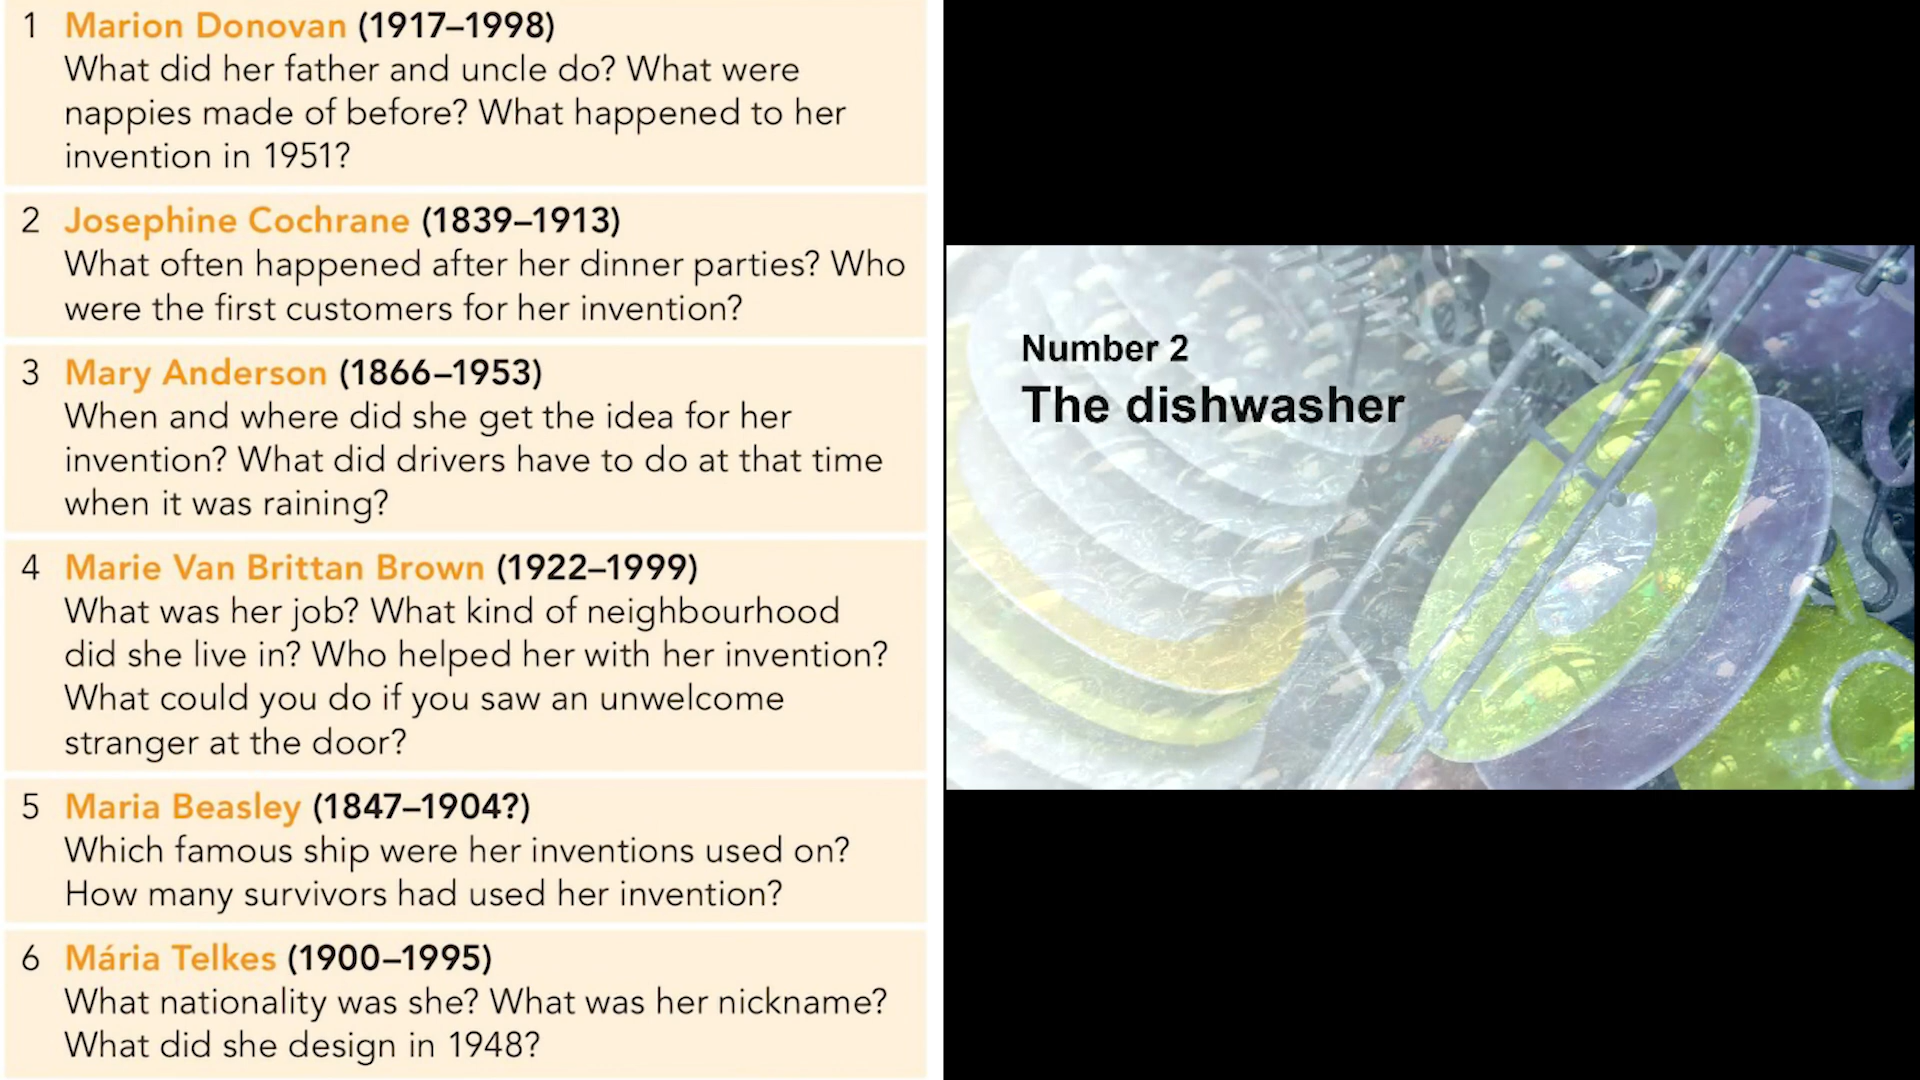 1 Marion Donovan (1917–1998)
What did her father and uncle do? What were
nappies made of before? What happened to her
invention in 1951?
2 Josephine Cochrane (1839–1913)
What often happened after her dinner parties? Who
were the first customers for her invention?
3 Mary Anderson (1866–1953)
When and where did she get the idea for her
invention? What did drivers have to do at that time
when it was raining?
4 Marie Van Brittan Brown (1922–1999)
What was her job? What kind of neighbourhood
did she live in? Who helped her with her invention?
What could you do if you saw an unwelcome
stranger at the door?
5 Maria Beasley (1847–1904?)
Which famous ship were her inventions used on?
How many survivors had used her invention?
6 Mária Telkes (1900–1995)
What nationality was she? What was her nickname?
What did she design in 1948?
Number 2
The dishwasher